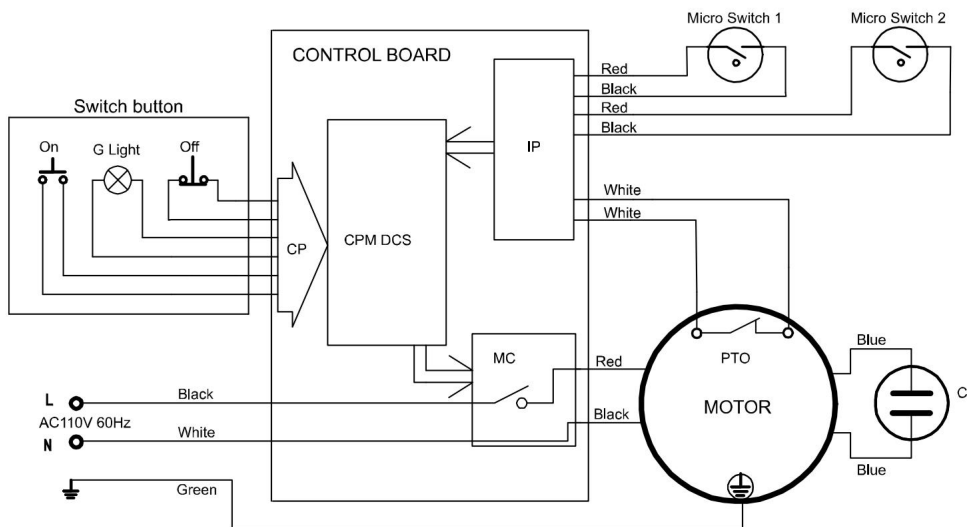 Micro Switch 1
Micro Switch 2
CONTROL BOARD
Red
Black
Red
Black
Switch button
On
G Light
Off
IP
White
White
CP
CPM DCS
MC
Red
PTO
Blue
C
L
Black
Black
MOTOR
AC110V 60Hz
White
N
Blue
Green